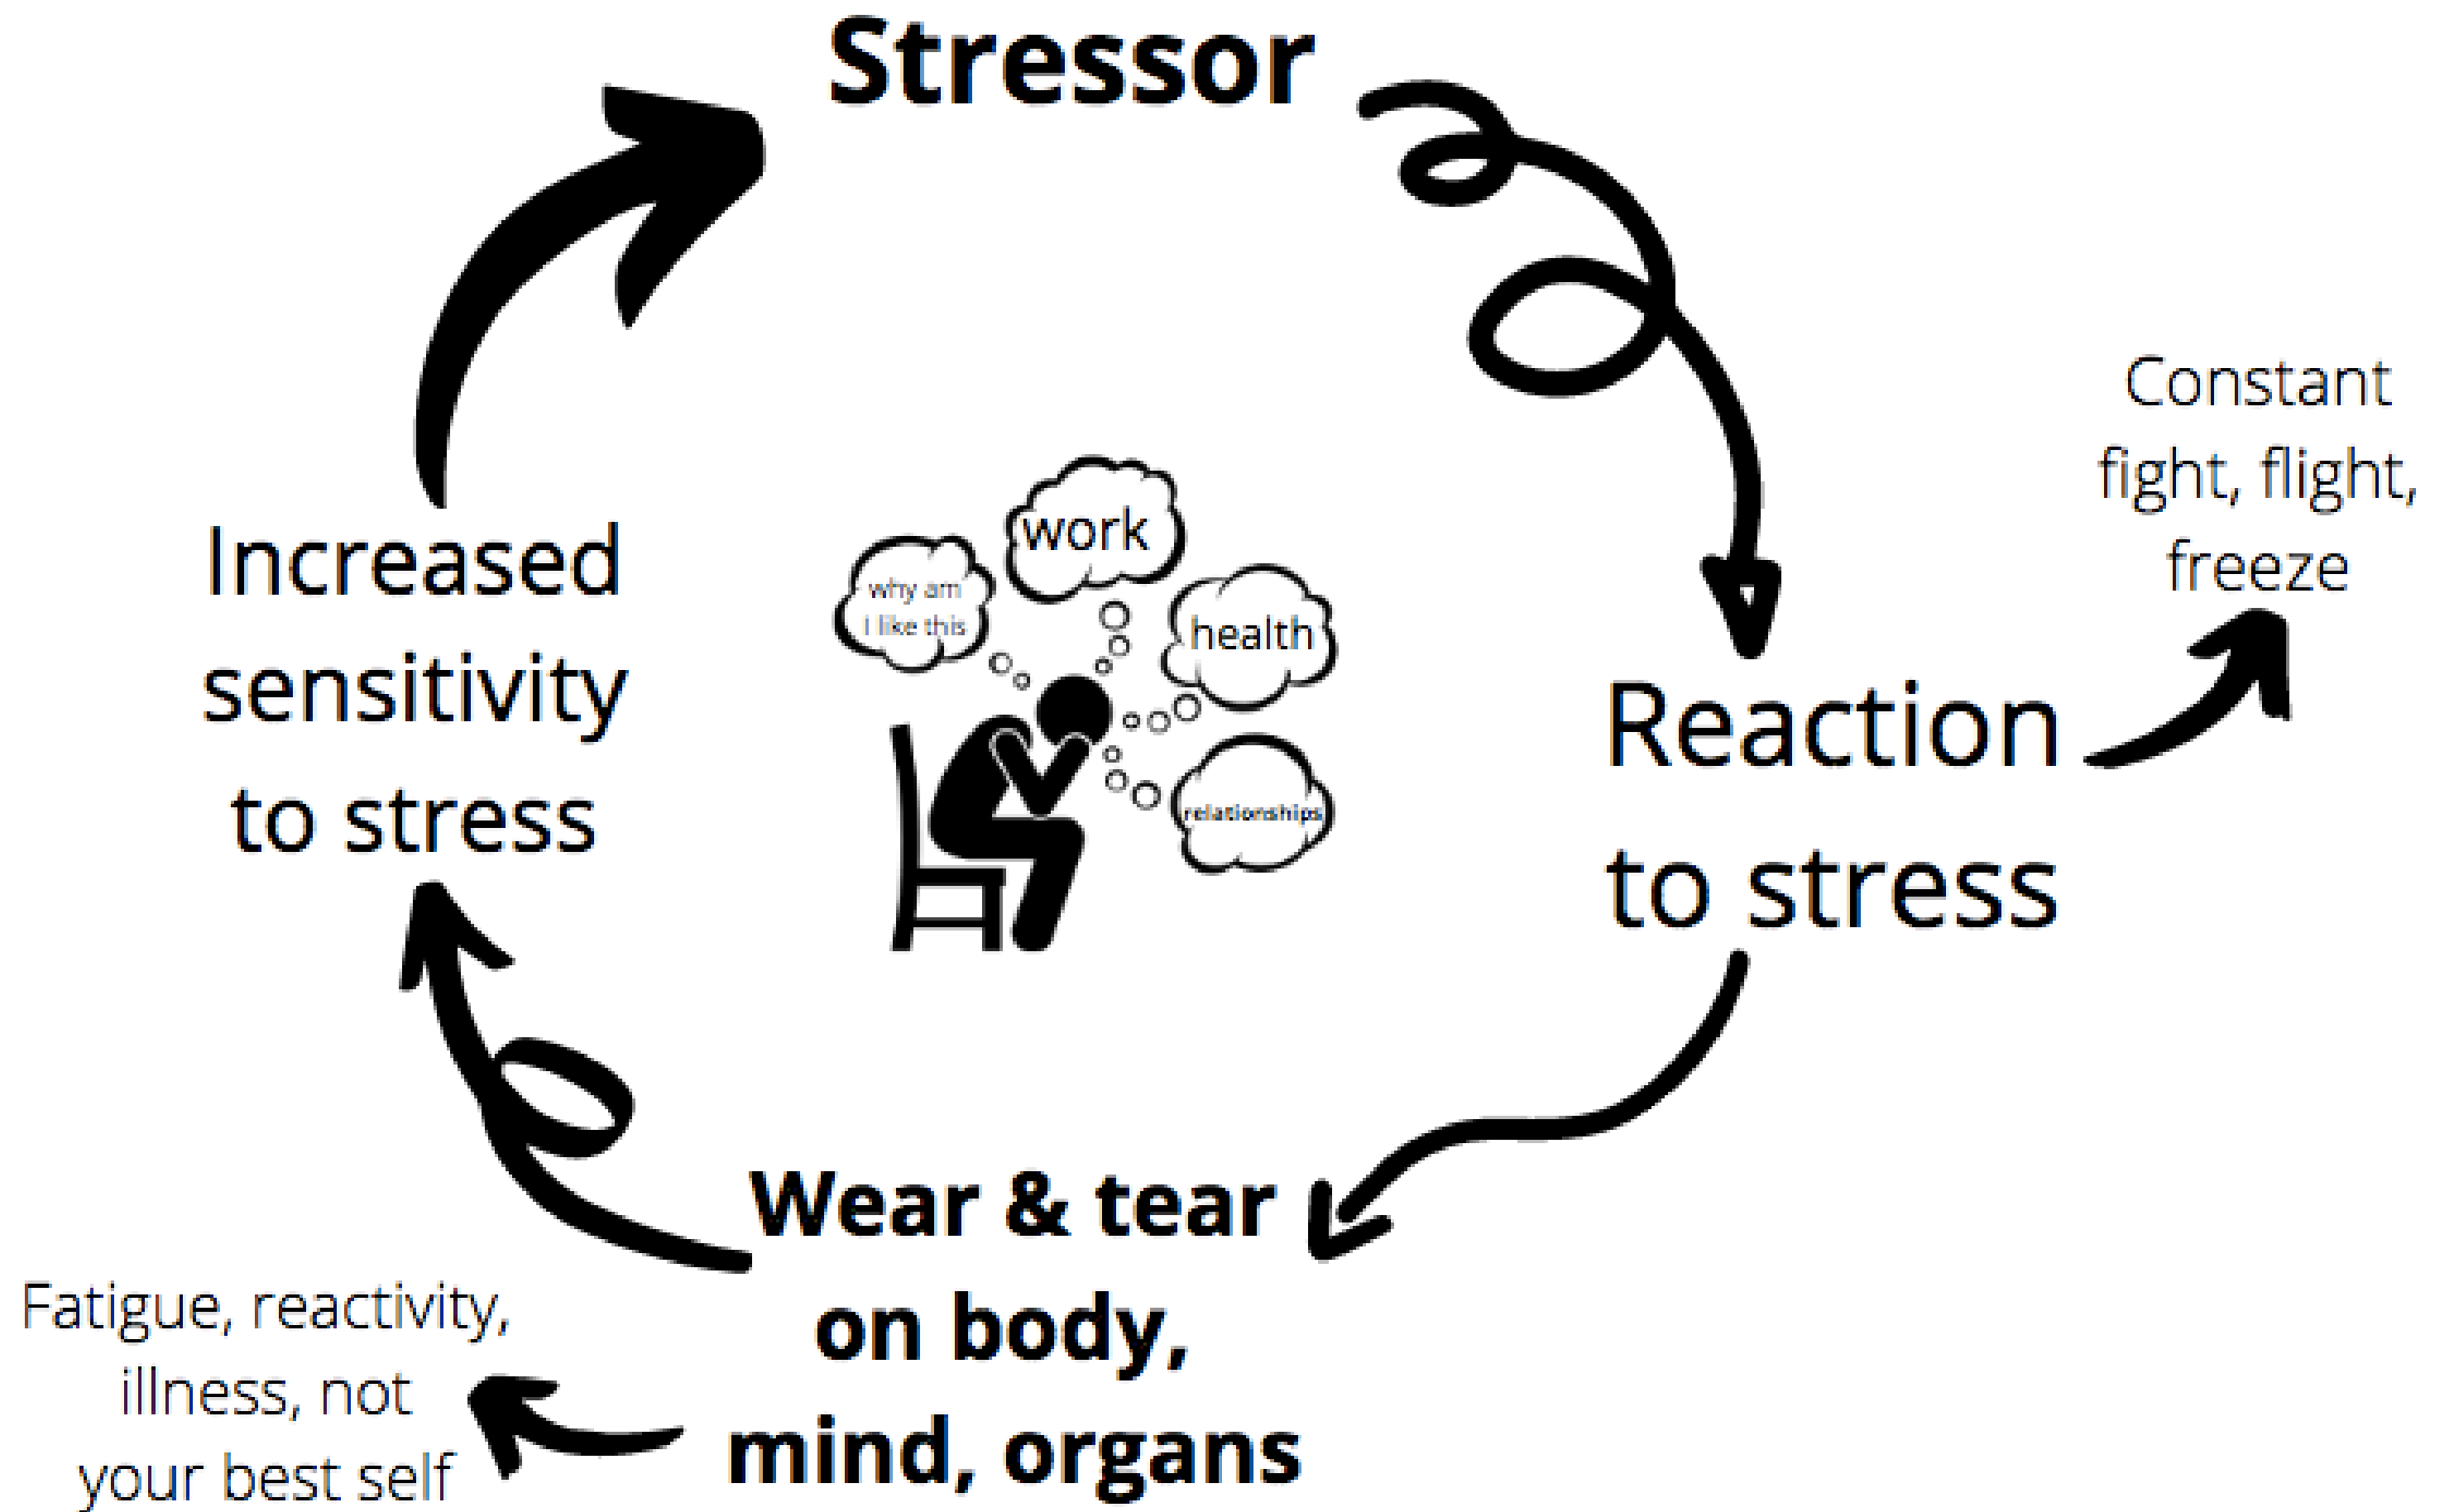 Stressor
Constant
fight, flight,
freeze
Reaction
to stress
Wear & tear
on body,
mind, organs
Fatigue, reactivity,
illness, not
your best self
Increased
sensitivity
to stress
why am
I like this
work
health
relationships